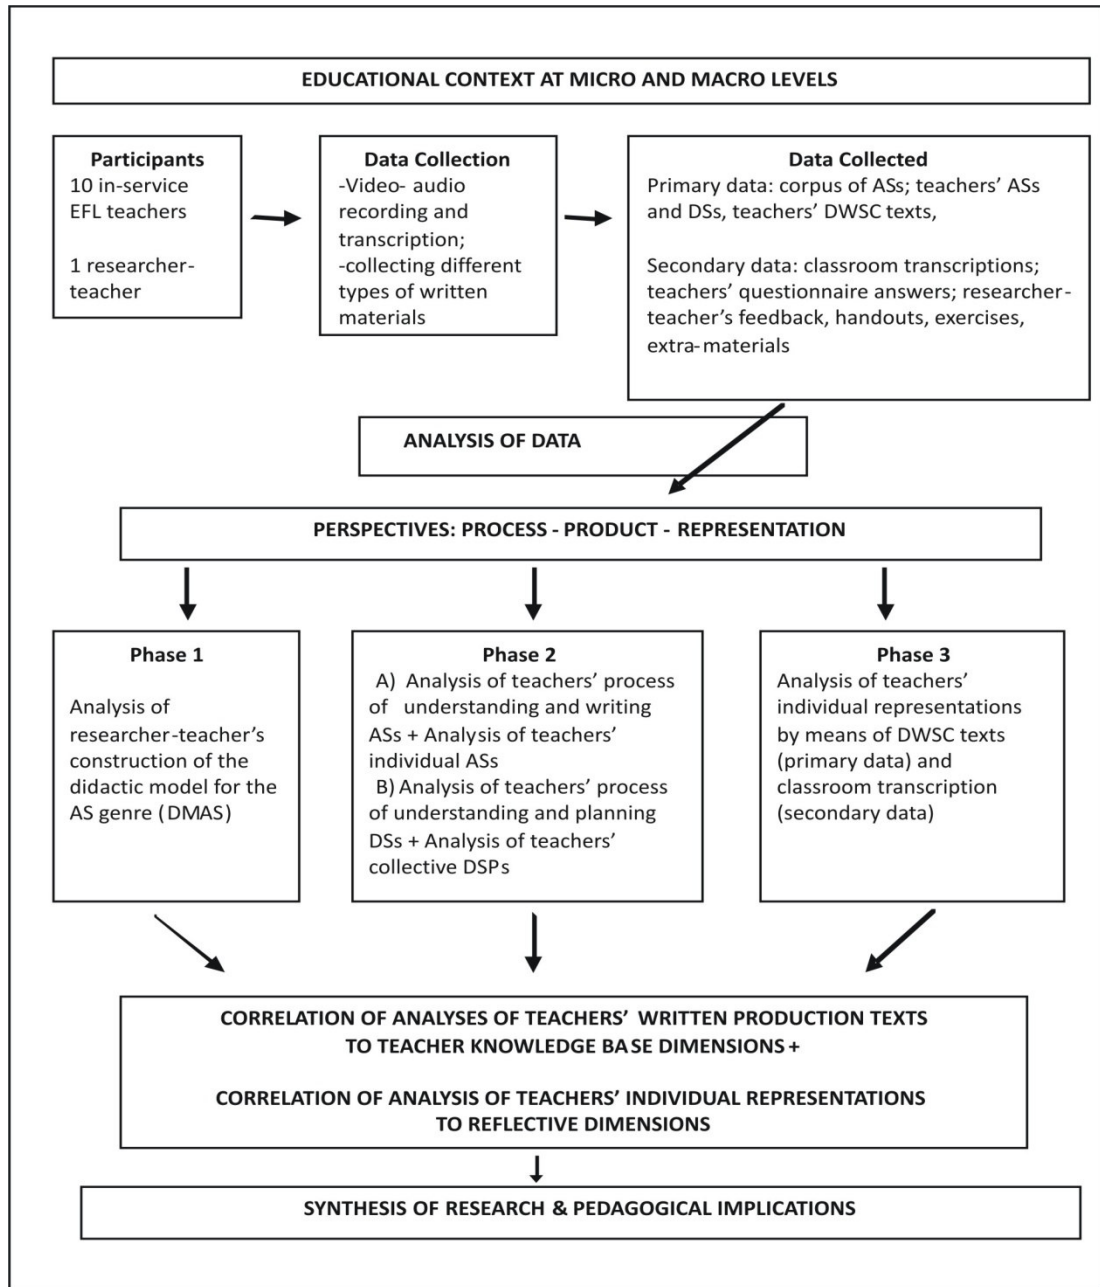 EDUCATIONAL CONTEXT AT MICRO AND MACRO LEVELS
Participants
10 in-service
EFL teachers
1 researcher-
teacher
Data Collection
-Video- audio
recording and
transcription;
-collecting different
types of written
materials
Data Collected
Primary data: corpus of ASs; teachers’ ASs
and DSs, teachers’ DWSC texts,
Secondary data: classroom transcriptions;
teachers’ questionnaire answers; researcher-
teacher’s feedback, handouts, exercises,
extra-materials
ANALYSIS OF DATA
PERSPECTIVES: PROCESS - PRODUCT - REPRESENTATION
Phase 1
Analysis of
researcher-teacher’s
construction of the
didactic model for the
AS genre (DMAS)
Phase 2
A) Analysis of teachers’ process
of understanding and writing
ASs + Analysis of teachers’
individual ASs
B) Analysis of teachers’ process
of understanding and planning
DSs + Analysis of teachers’
collective DSPs
Phase 3
Analysis of teachers’
individual representations
by means of DWSC texts
(primary data) and
classroom transcription
(secondary data)
CORRELATION OF ANALYSES OF TEACHERS’ WRITTEN PRODUCTION TEXTS
TO TEACHER KNOWLEDGE BASE DIMENSIONS +
CORRELATION OF ANALYSIS OF TEACHERS’ INDIVIDUAL REPRESENTATIONS
TO REFLECTIVE DIMENSIONS
SYNTHESIS OF RESEARCH & PEDAGOGICAL IMPLICATIONS